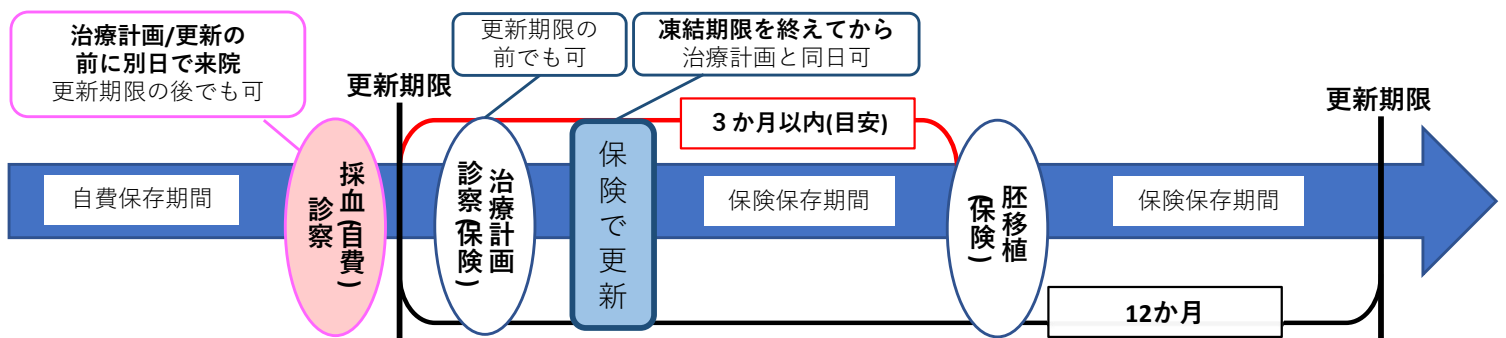 治療計画/更新の
前に別日で来院
更新期限の後でも可
更新期限
更新期限の
前でも可
凍結期限を終えてから
治療計画と同日可
更新期限
３か月以内(目安)
自費保存期間
採血(自費)
診察
治療計画
診察(保険)
保険で更新
保険保存期間
胚移植
(保険)
保険保存期間
12か月